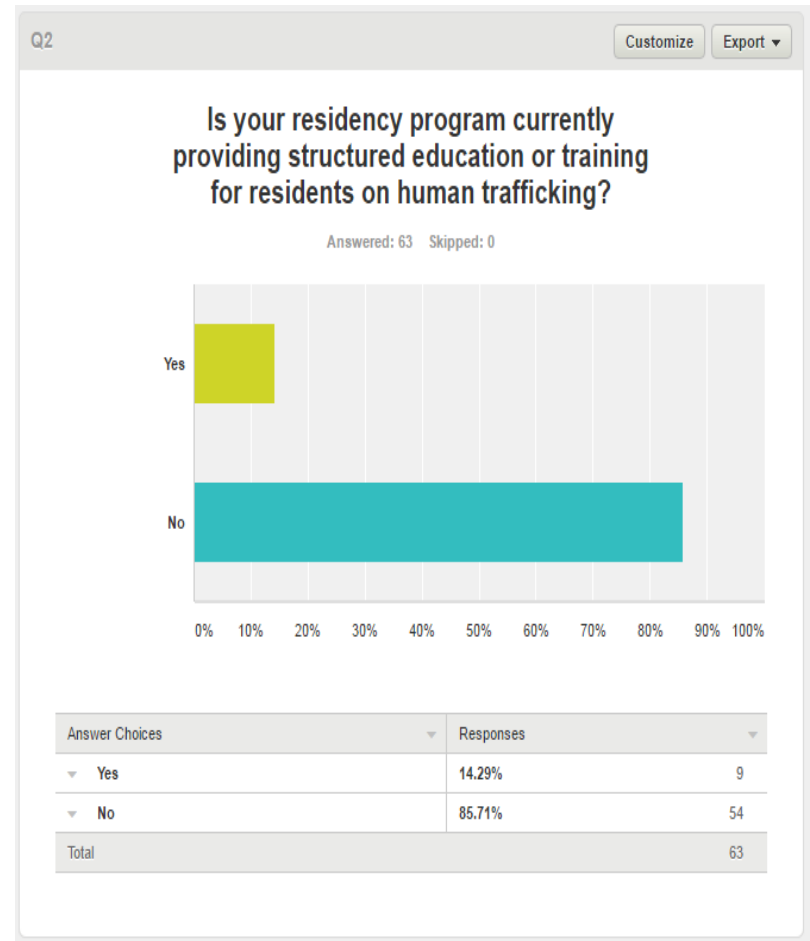 Q2 Customize Export
Is your residency program currently
providing structured education or training
for residents on human trafficking?
Answered: 63 Skipped: 0
Yes
No
0% 10% 20% 30% 40% 50% 60% 70% 80% 90% 100%
Answer Choices Responses
Yes 14.29% 9
No 85.71% 54
Total 63